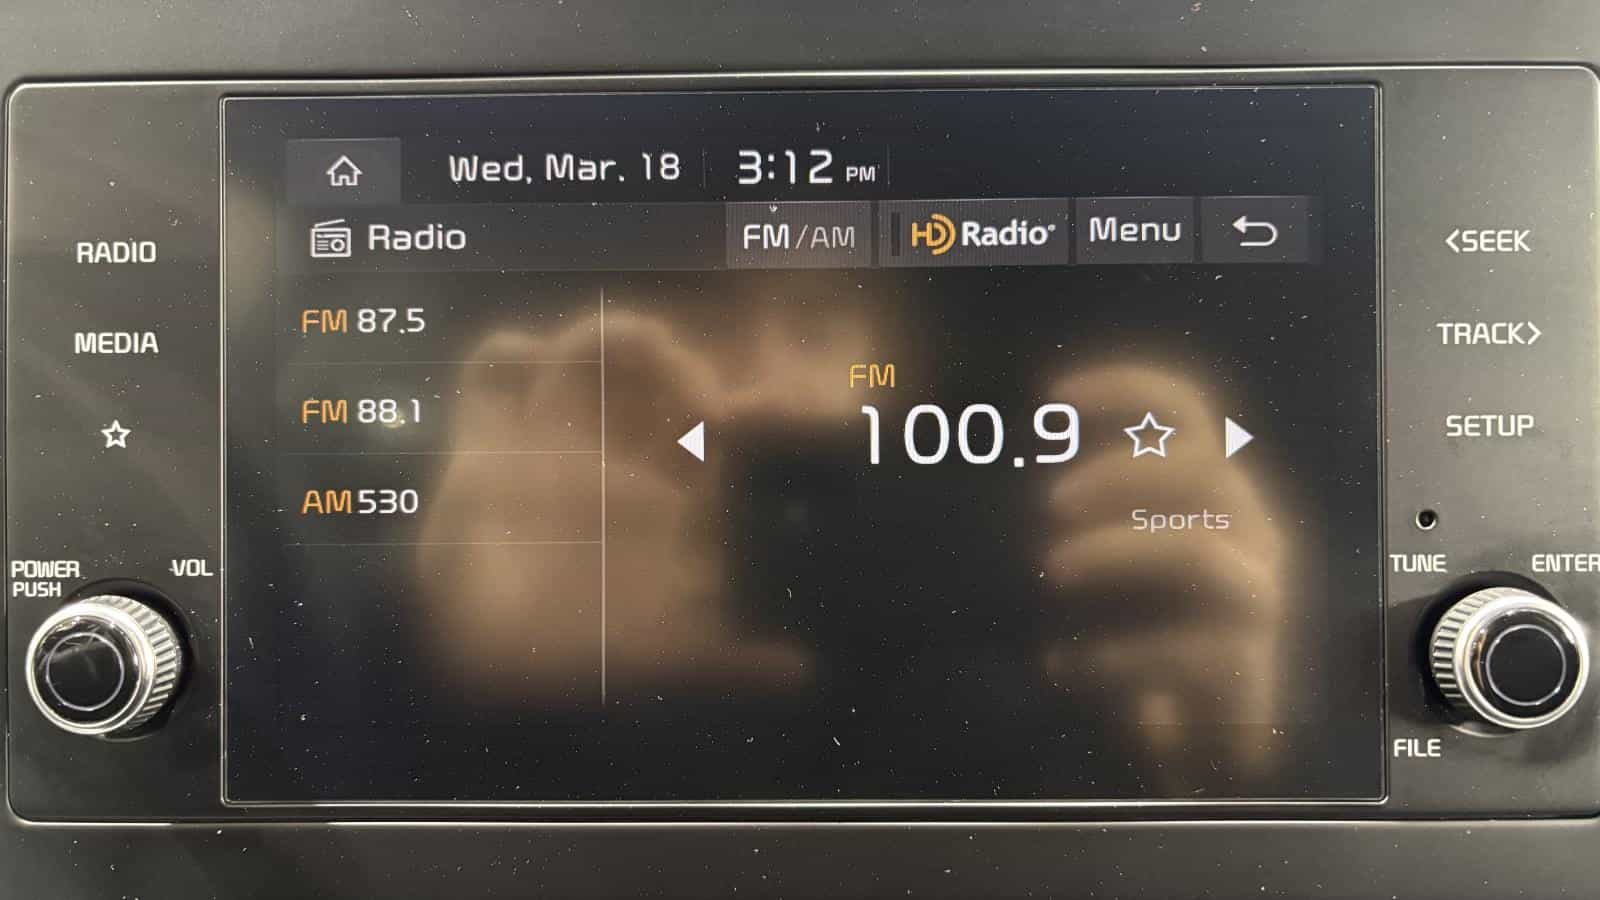 Wed, Mar. 18 3:12 PM
Radio FM/AM HD Radio® Menu
FM 87.5
FM 88.1
AM 530
FM
100.9
Sports
RADIO
MEDIA
POWER
PUSH
VOL
<SEEK
TRACK>
SETUP
TUNE
ENTER
FILE